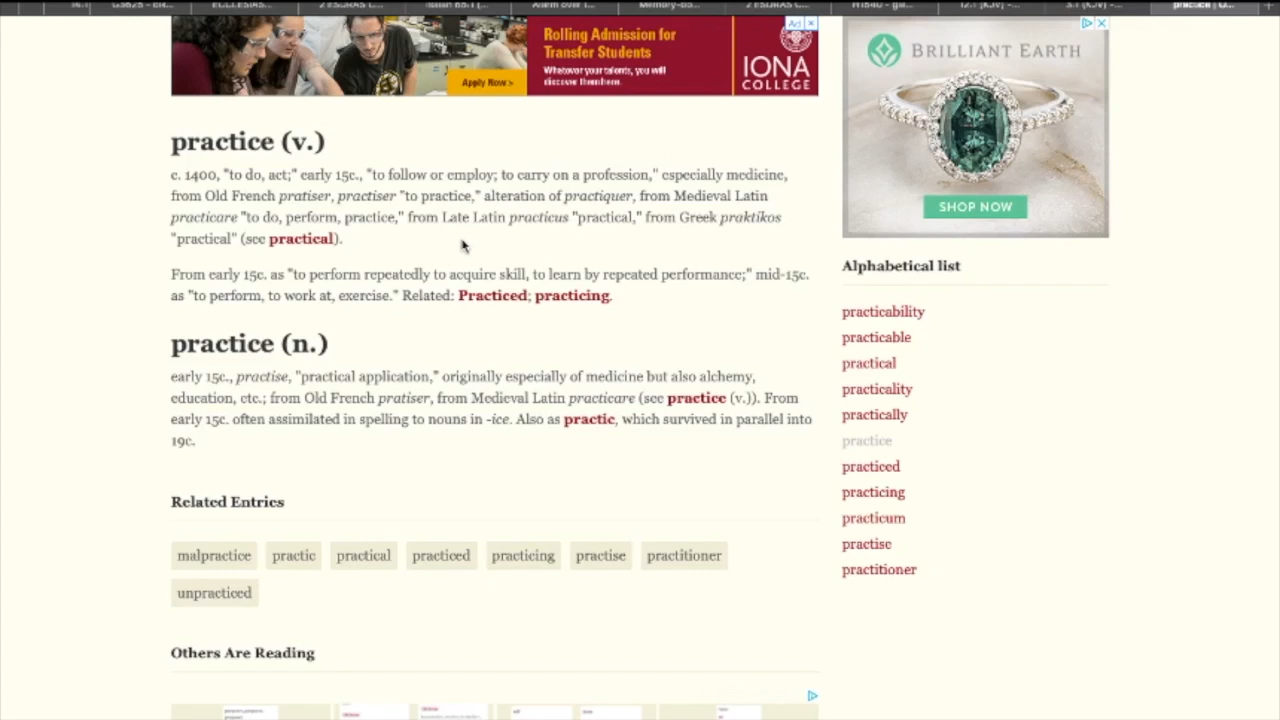 Rolling Admission for
Transfer Students
Whatever your talents, you will
discover them here.
Apply Now >
IONA
COLLEGE
Ad
BRILLIANT EARTH
SHOP NOW
practice (v.)
c. 1400, "to do, act;" early 15c., "to follow or employ; to carry on a profession," especially medicine,
from Old French pratiser, practiser "to practice," alteration of practiquer, from Medieval Latin
practicare "to do, perform, practice," from Late Latin practicus "practical," from Greek praktikos
"practical" (see practical).
From early 15c. as "to perform repeatedly to acquire skill, to learn by repeated performance;" mid-15c.
as "to perform, to work at, exercise." Related: Practiced; practicing.
practice (n.)
early 15c., practise, "practical application," originally especially of medicine but also alchemy,
education, etc.; from Old French pratiser, from Medieval Latin practicare (see practice (v.)). From
early 15c. often assimilated in spelling to nouns in -ice. Also as practic, which survived in parallel into
19c.
Related Entries
malpractice practic practical practiced practicing practise practitioner
unpracticed
Others Are Reading
Alphabetical list
practicability
practicable
practical
practicality
practically
practice
practiced
practicing
practicum
practise
practitioner